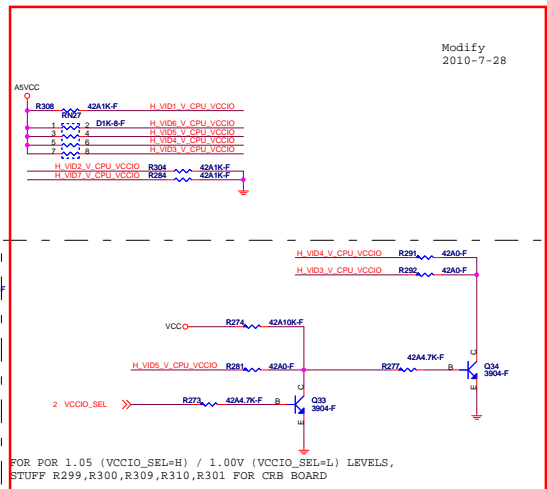 Modify
2010-7-28
A5VCC
R308 42A1K-F H_VID1_V_CPU_VCCIO
RN27
1 2 D1K-8-F H_VID6_V_CPU_VCCIO
3 4 H_VID5_V_CPU_VCCIO
5 6 H_VID4_V_CPU_VCCIO
7 8 H_VID3_V_CPU_VCCIO
H_VID2_V_CPU_VCCIO R304 42A1K-F
H_VID7_V_CPU_VCCIO R284 42A1K-F
H_VID4_V_CPU_VCCIO R291 42A0-F
H_VID3_V_CPU_VCCIO R292 42A0-F
F
VCC R274 42A10K-F
H_VID5_V_CPU_VCCIO R281 42A0-F
R277 42A4.7K-F B C E Q34
3904-F
2 VCCIO_SEL R273 42A4.7K-F B C E Q33
3904-F
FOR POR 1.05 (VCCIO_SEL=H) / 1.00V (VCCIO_SEL=L) LEVELS,
STUFF R299,R300,R309,R310,R301 FOR CRB BOARD